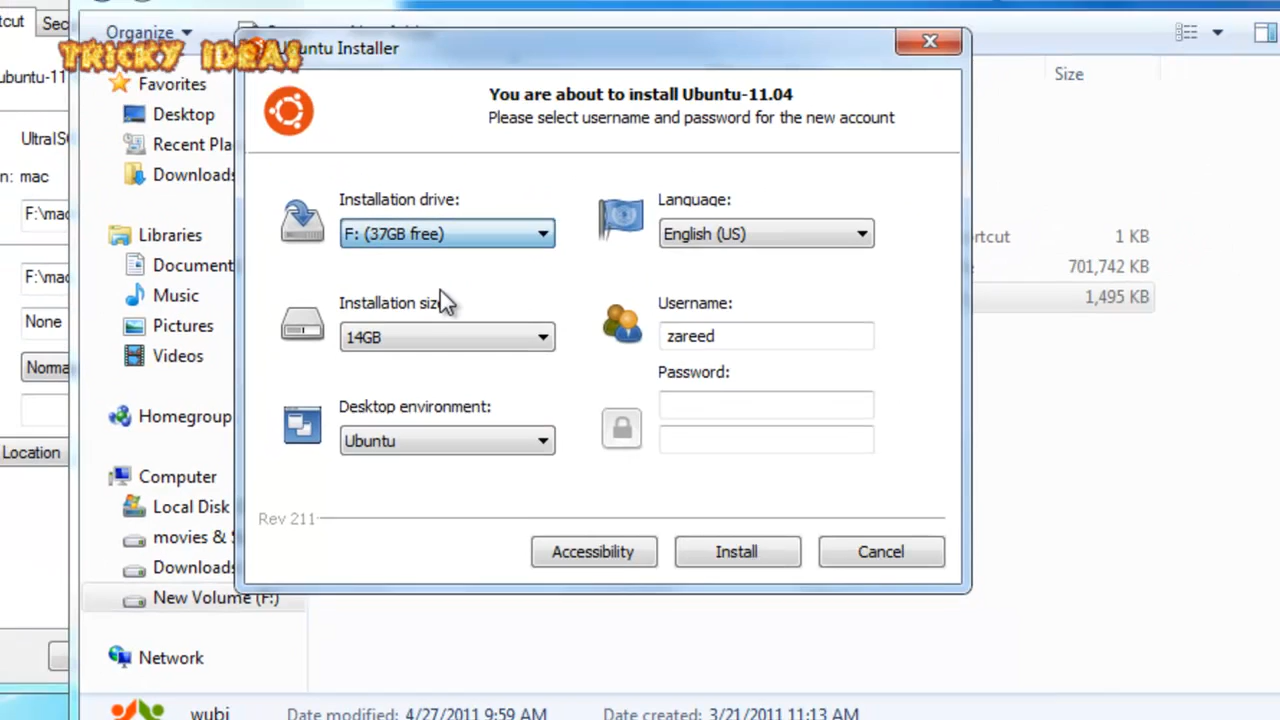 cut
Sec
Organize
TRICKY IDEAS
Ubuntu Installer
ubuntu-11
Favorites
Size
You are about to install Ubuntu-11.04
Please select username and password for the new account
Desktop
UltraISO
Recent Pla
n: mac
Downloads
Installation drive:
Language:
F:\mac
F: (37GB free)
English (US)
Libraries
rtcut
1 KB
Document
701,742 KB
F:\mac
Music
Installation size
Username:
1,495 KB
None
Pictures
14GB
zareed
Videos
Norma
Password:
Desktop environment:
Homegroup
Ubuntu
Location
Computer
Local Disk
Rev 211
movies & S
Accessibility
Install
Cancel
Downloads
New Volume (F:)
Network
wubi
Date modified: 4/27/2011 9:59 AM
Date created: 3/21/2011 11:13 AM